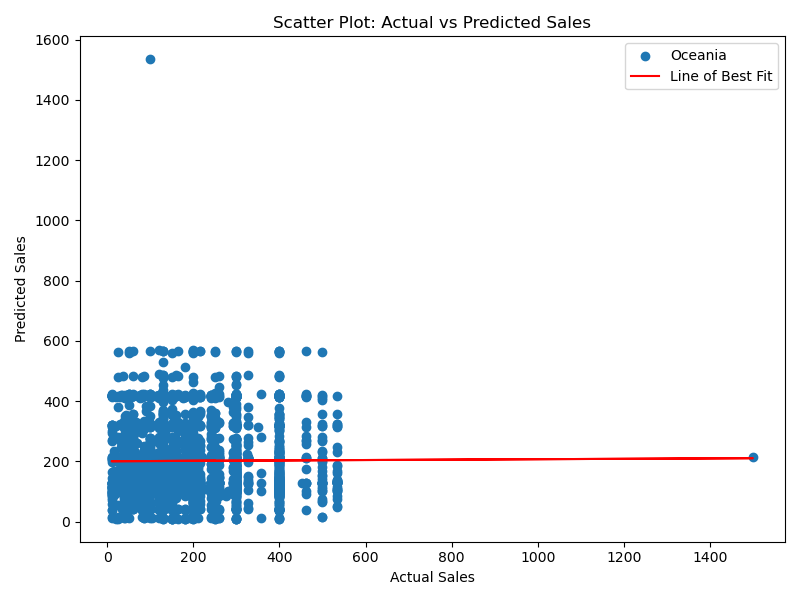 Scatter Plot: Actual vs Predicted Sales
Oceania
Line of Best Fit
1600
1400
1200
1000
800
600
400
200
0
Predicted Sales
0 200 400 600 800 1000 1200 1400
Actual Sales